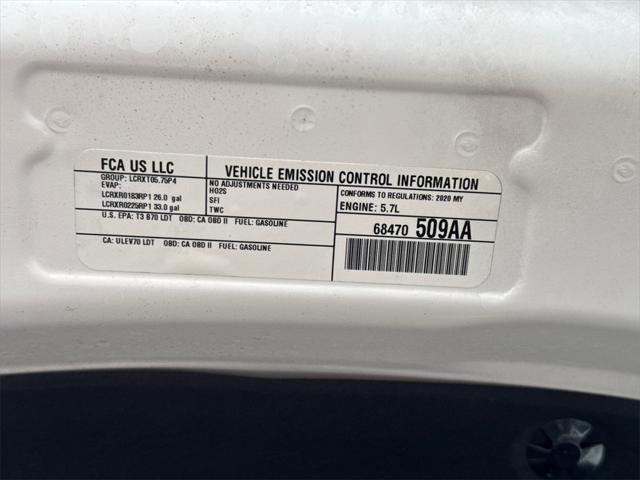 FCA US LLC
VEHICLE EMISSION CONTROL INFORMATION
GROUP: LCRXT05.75P4
EVAP:
LCRXR0183RP1 26.0 gal
LCRXR0225RP1 33.0 gal
NO ADJUSTMENTS NEEDED
HO2S
SFI
TWC
CONFORMS TO REGULATIONS: 2020 MY
ENGINE: 5.7L
U.S. EPA: T3 B70 LDT OBD: CA OBD II FUEL: GASOLINE
CA: ULEV70 LDT OBD: CA OBD II FUEL: GASOLINE
68470 509AA